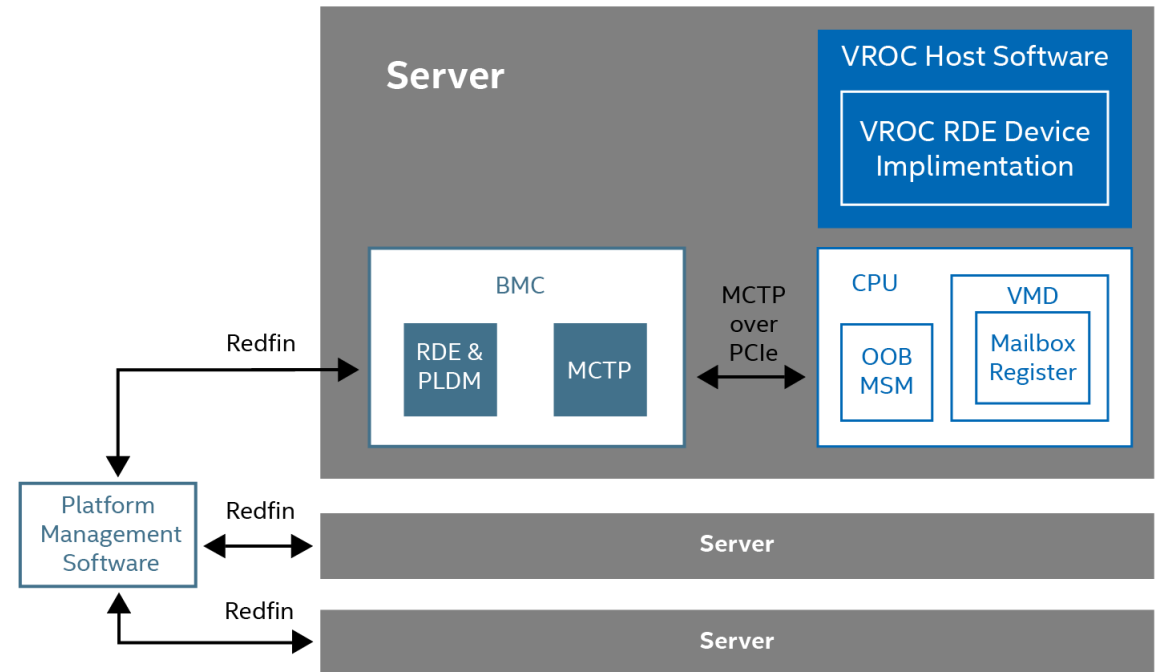 Server
VROC Host Software
VROC RDE Device
Implimentation
BMC
RDE &
PLDM
MCTP
MCTP
over
PCIe
CPU
OOB
MSM
VMD
Mailbox
Register
Redfin
Platform
Management
Software
Redfin
Server
Redfin
Server